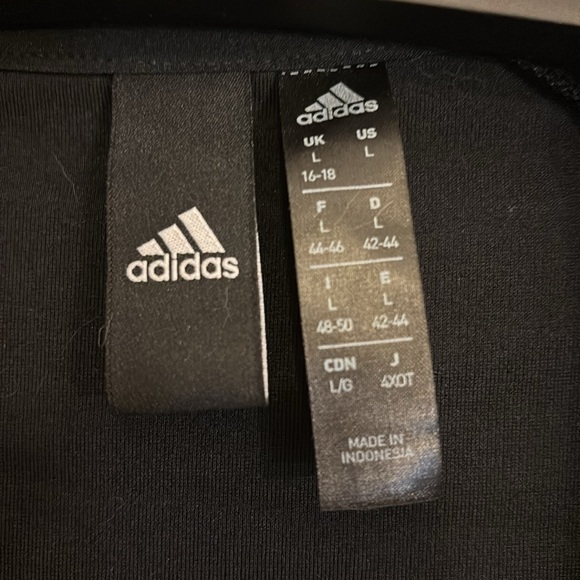 adidas
adidas
UK US
L L
16-18
F D
L L
44-46 42-44
I E
L L
48-50 42-44
CDN J
L/G 4XOT
MADE IN
INDONESIA